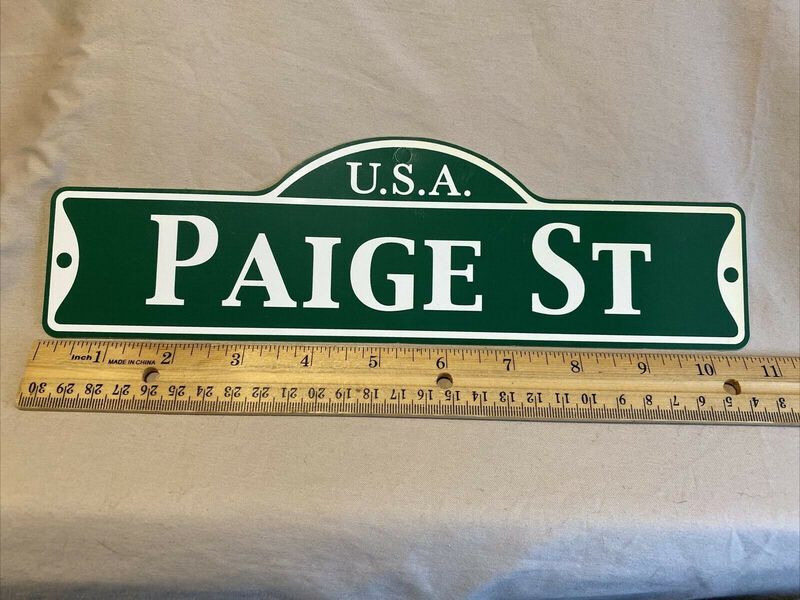 U.S.A.
PAIGE ST
Inch 1 MADE IN CHINA 2 3 4 5 6 7 8 9 10 11
30 29 28 27 26 25 24 23 22 21 20 19 18 17 16 15 14 13 12 11 10 9 8 7 6 5 4 3